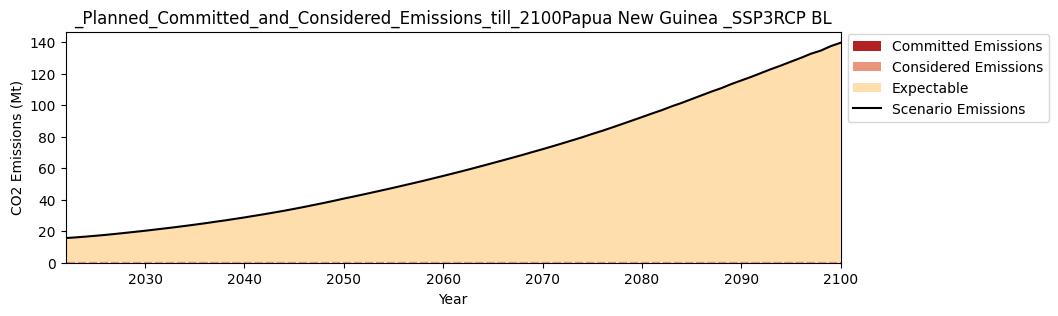 _Planned_Committed_and_Considered_Emissions_till_2100Papua New Guinea _SSP3RCP BL
140
120
100
80
60
40
20
0
CO2 Emissions (Mt)
2030 2040 2050 2060 2070 2080 2090 2100
Year
Committed Emissions
Considered Emissions
Expectable
Scenario Emissions